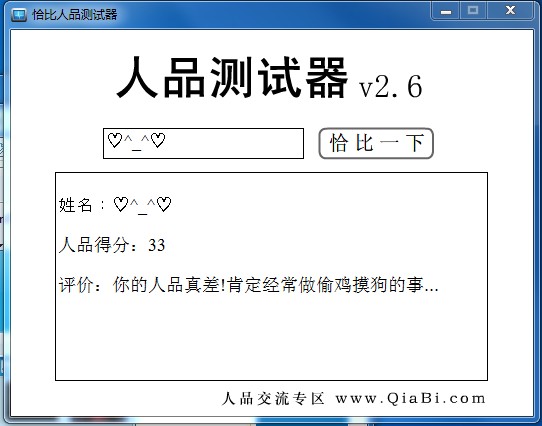 恰比人品测试器
人品测试器 v2.6
♡^_^♡
恰比一下
姓名：♡^_^♡
人品得分：33
评价：你的人品真差!肯定经常做偷鸡摸狗的事...
人品交流专区 www.QiaBi.com